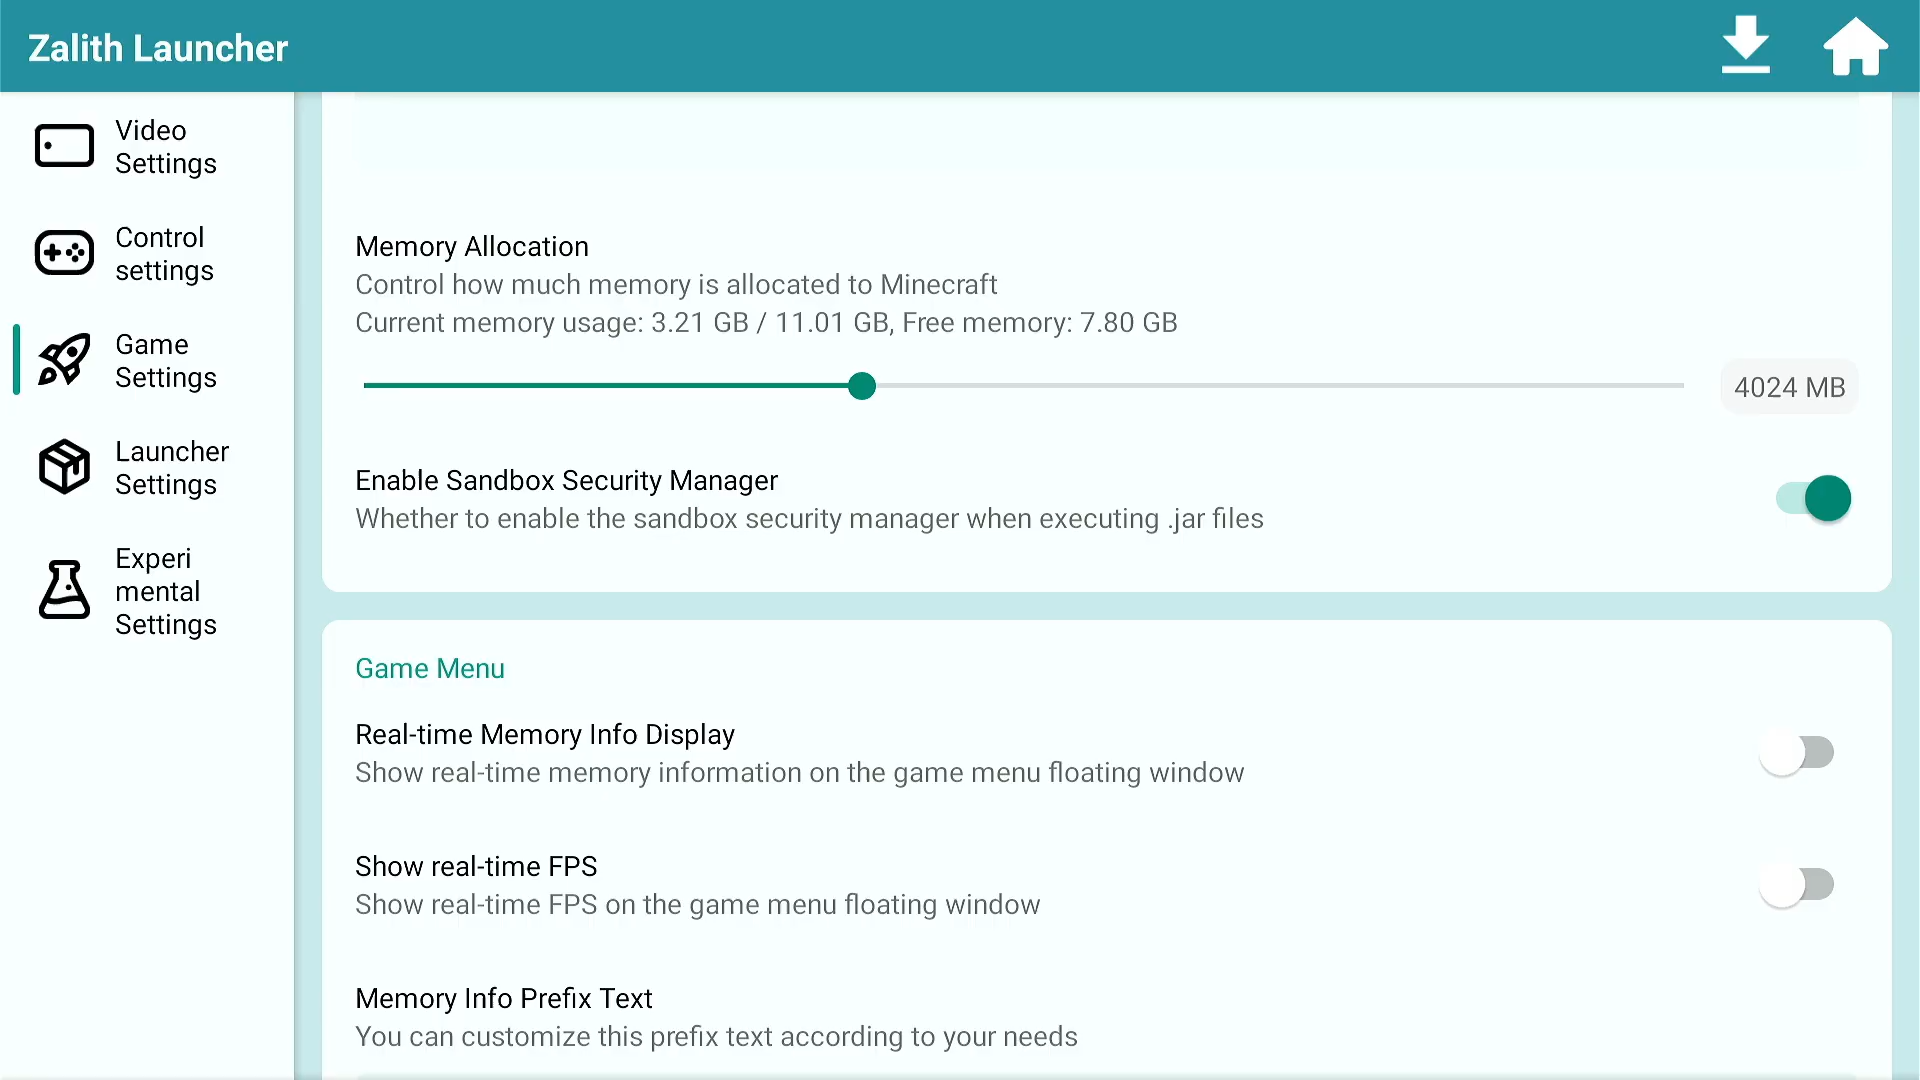 Zalith Launcher
Video
Settings
Control
settings
Game
Settings
Launcher
Settings
Experi
mental
Settings
Memory Allocation
Control how much memory is allocated to Minecraft
Current memory usage: 3.21 GB / 11.01 GB, Free memory: 7.80 GB
4024 MB
Enable Sandbox Security Manager
Whether to enable the sandbox security manager when executing .jar files
Game Menu
Real-time Memory Info Display
Show real-time memory information on the game menu floating window
Show real-time FPS
Show real-time FPS on the game menu floating window
Memory Info Prefix Text
You can customize this prefix text according to your needs